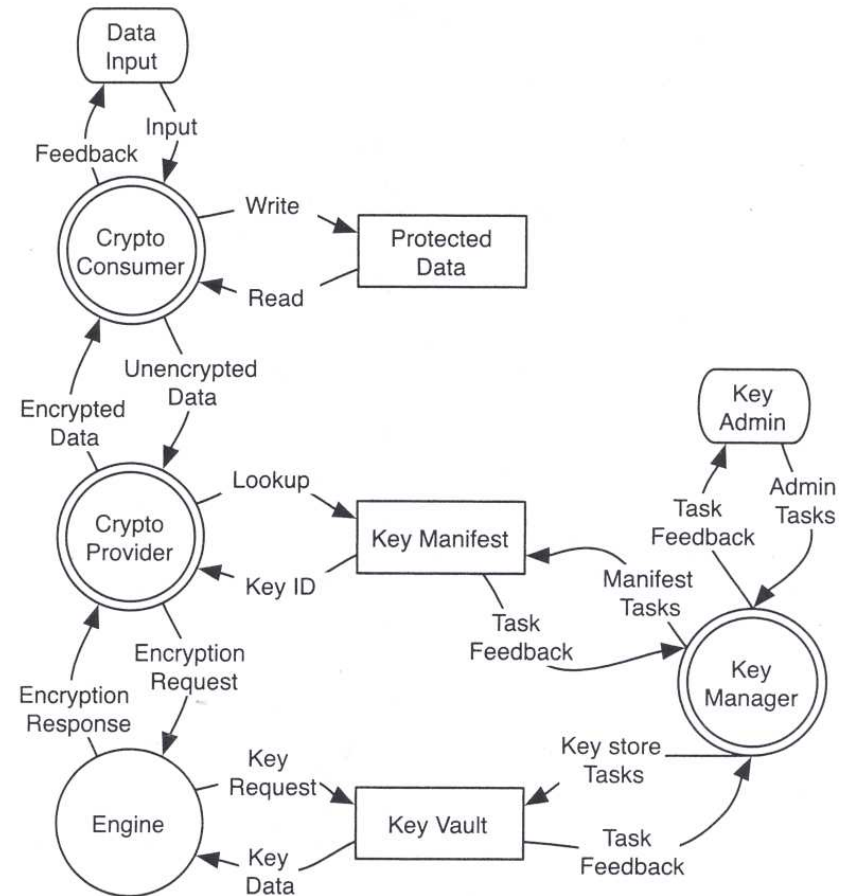 Data
Input
Input
Feedback
Write
Crypto
Consumer
Protected
Data
Read
Unencrypted
Data
Encrypted
Data
Key
Admin
Lookup
Task
Feedback
Admin
Tasks
Crypto
Provider
Key Manifest
Key ID
Manifest
Tasks
Task
Feedback
Encryption
Request
Key
Manager
Encryption
Response
Key
Request
Key store
Tasks
Engine
Key Vault
Key
Data
Task
Feedback